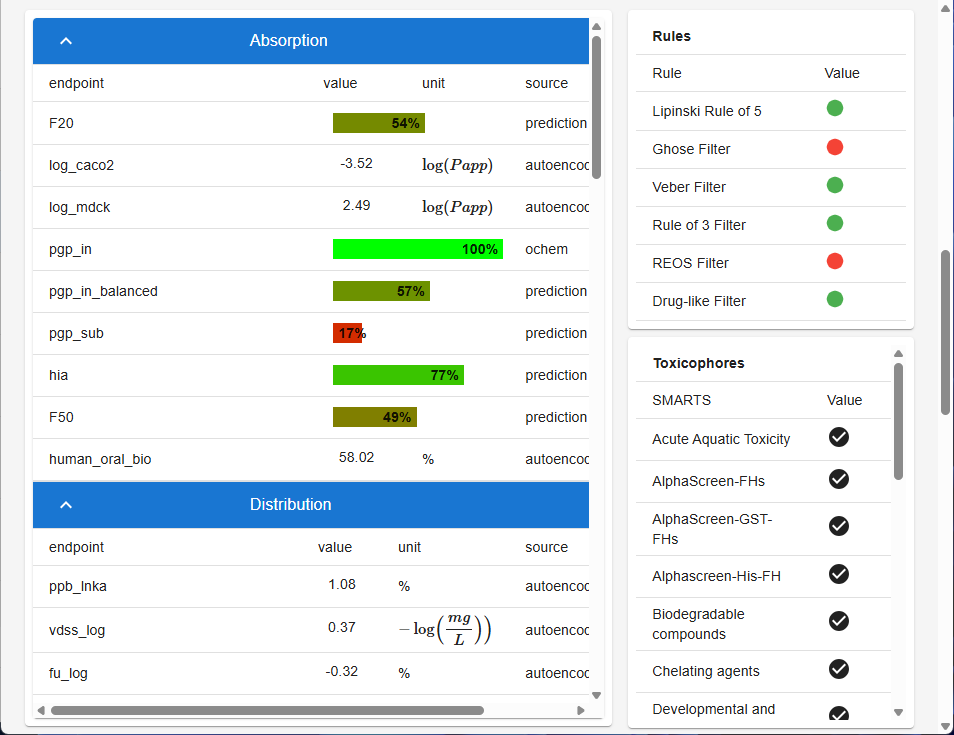 Absorption
endpoint value unit source
F20 54% prediction
log_caco2 -3.52 log(Papp) autoencoc
log_mdck 2.49 log(Papp) autoencoc
pgp_in 100% ochem
pgp_in_balanced 57% prediction
pgp_sub 17% prediction
hia 77% prediction
F50 49% prediction
human_oral_bio 58.02 % autoencoc
Distribution
endpoint value unit source
ppb_lnka 1.08 % autoencoc
vdss_log 0.37 −log(mg/L)) autoencoc
fu_log -0.32 % autoencoc
Rules
Rule Value
Lipinski Rule of 5
Ghose Filter
Veber Filter
Rule of 3 Filter
REOS Filter
Drug-like Filter
Toxicophores
SMARTS Value
Acute Aquatic Toxicity
AlphaScreen-FHs
AlphaScreen-GST-
FHs
Alphascreen-His-FH
Biodegradable
compounds
Chelating agents
Developmental and